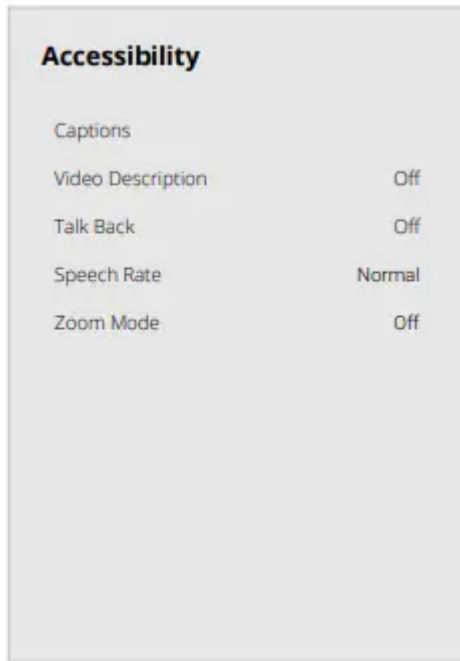 Accessibility
Captions
Video Description Off
Talk Back Off
Speech Rate Normal
Zoom Mode Off